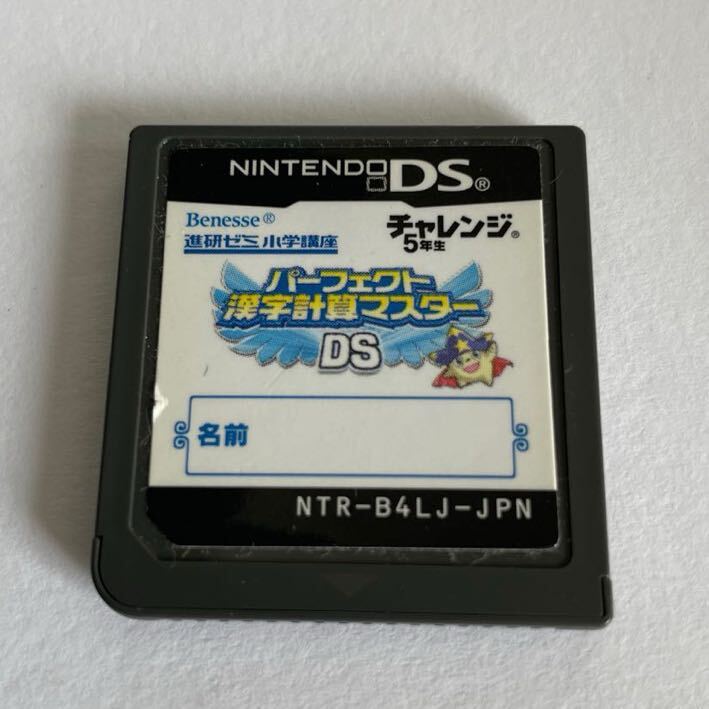 NINTENDO DS®
Benesse®
進研ゼミ小学講座
チャレンジ®
5年生
パーフェクト
漢字計算マスター
DS
名前
NTR-B4LJ-JPN